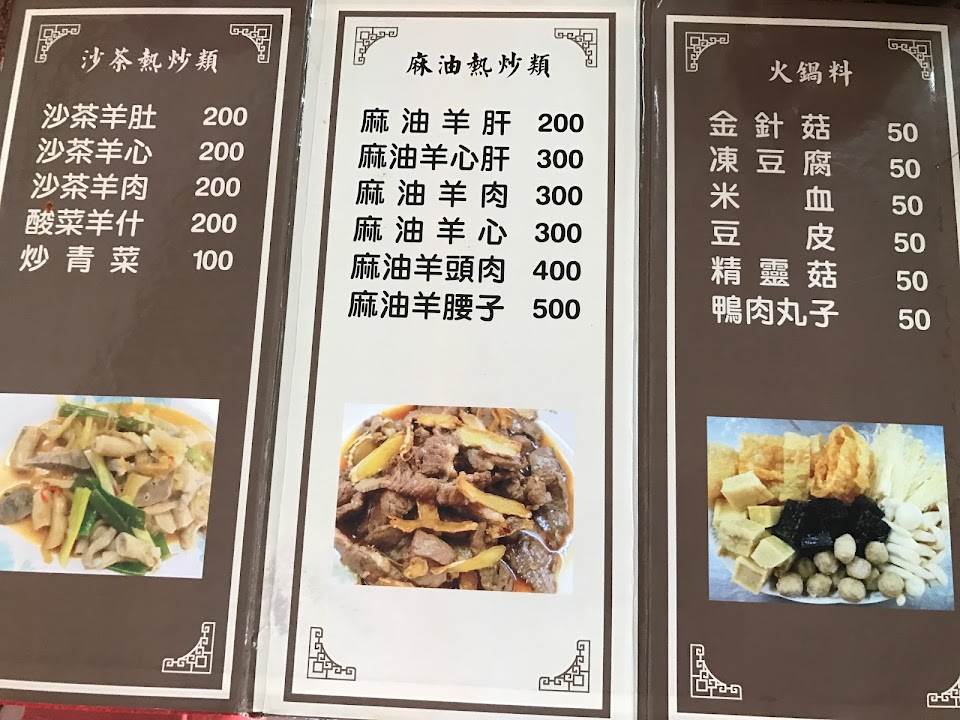 沙茶熱炒類
沙茶羊肚 200
沙茶羊心 200
沙茶羊肉 200
酸菜羊什 200
炒青菜 100
麻油熱炒類
麻油羊肝 200
麻油羊心肝 300
麻油羊肉 300
麻油羊心 300
麻油羊頭肉 400
麻油羊腰子 500
火鍋料
金針菇 50
凍豆腐 50
米血 50
豆皮 50
精靈菇 50
鴨肉丸子 50